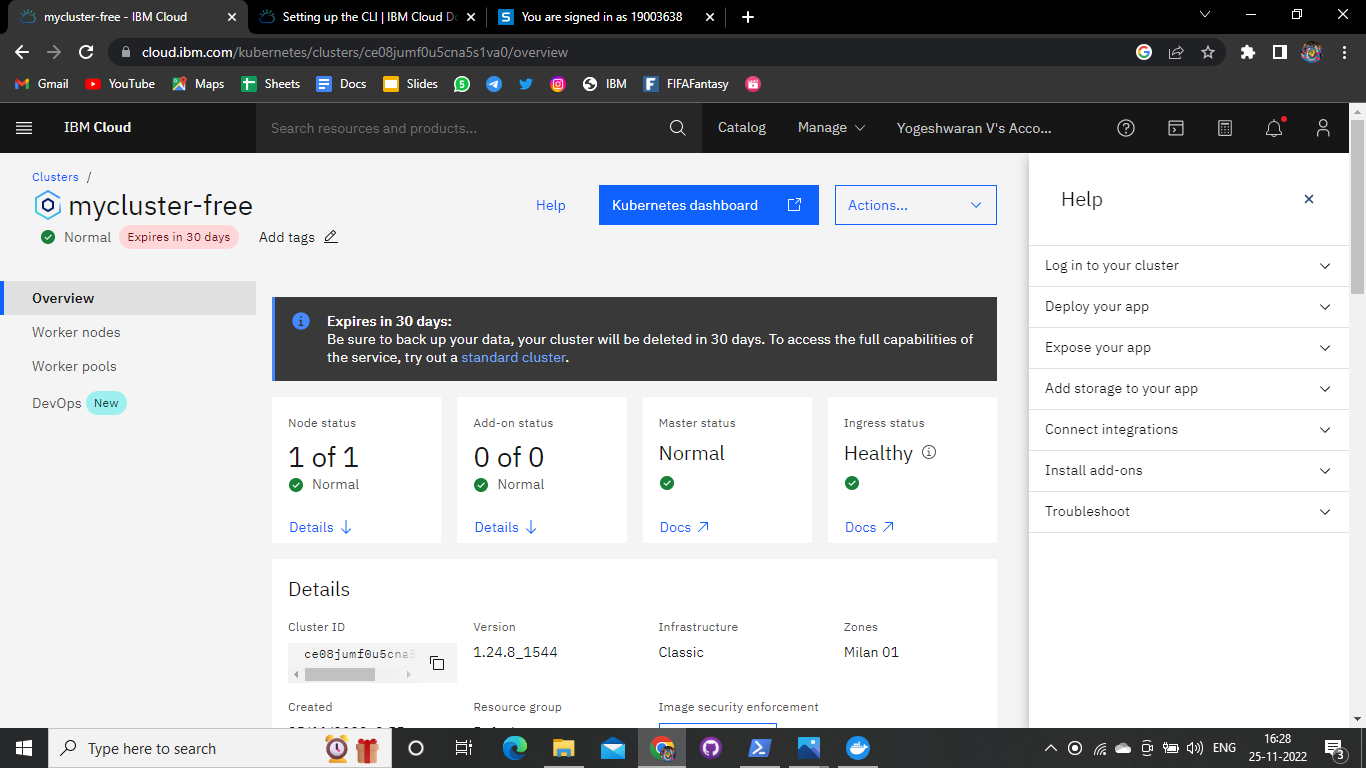 mycluster-free - IBM Cloud
Setting up the CLI | IBM Cloud Do
You are signed in as 19003638
cloud.ibm.com/kubernetes/clusters/ce08jumf0u5cna5s1va0/overview
Gmail YouTube Maps Sheets Docs Slides IBM FIFAFantasy
IBM Cloud
Search resources and products...
Catalog
Manage
Yogeshwaran V's Acco...
Clusters /
mycluster-free
Normal
Expires in 30 days
Add tags
Help
Kubernetes dashboard
Actions...
Overview
Worker nodes
Worker pools
DevOps New
Expires in 30 days:
Be sure to back up your data, your cluster will be deleted in 30 days. To access the full capabilities of
the service, try out a standard cluster.
Node status
1 of 1
Normal
Details
Add-on status
0 of 0
Normal
Details
Master status
Normal
Docs
Ingress status
Healthy
Docs
Details
Cluster ID
ce08jumf0u5cna5
Version
1.24.8_1544
Infrastructure
Classic
Zones
Milan 01
Created
Resource group
Image security enforcement
Help
Log in to your cluster
Deploy your app
Expose your app
Add storage to your app
Connect integrations
Install add-ons
Troubleshoot
Type here to search
ENG
16:28
25-11-2022
3